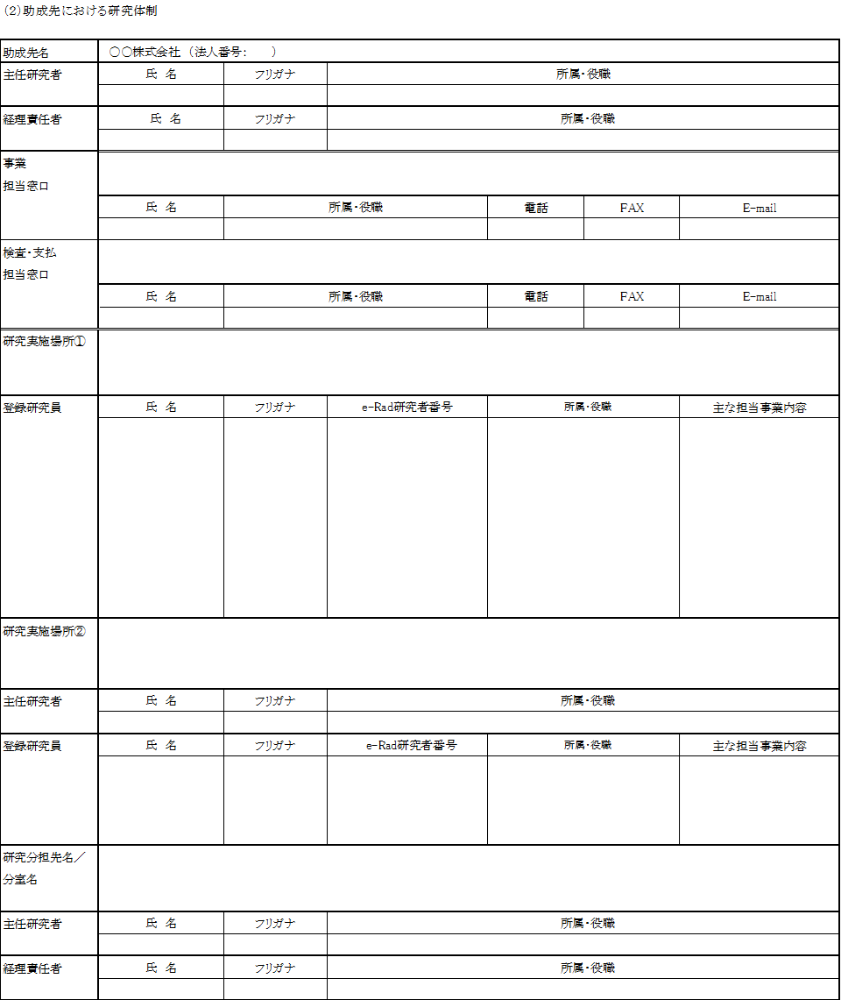 （２）助成先における研究体制
助成先名 ○○株式会社 （法人番号： ）
主任研究者 氏 名 フリガナ 所属・役職
経理責任者 氏 名 フリガナ 所属・役職
事業
担当窓口
氏 名 所属・役職 電話 FAX E-mail
検査・支払
担当窓口
氏 名 所属・役職 電話 FAX E-mail
研究実施場所①
登録研究員 氏 名 フリガナ e-Rad研究者番号 所属・役職 主な担当事業内容
研究実施場所②
主任研究者 氏 名 フリガナ 所属・役職
登録研究員 氏 名 フリガナ e-Rad研究者番号 所属・役職 主な担当事業内容
研究分担先名／
分室名
主任研究者 氏 名 フリガナ 所属・役職
経理責任者 氏 名 フリガナ 所属・役職